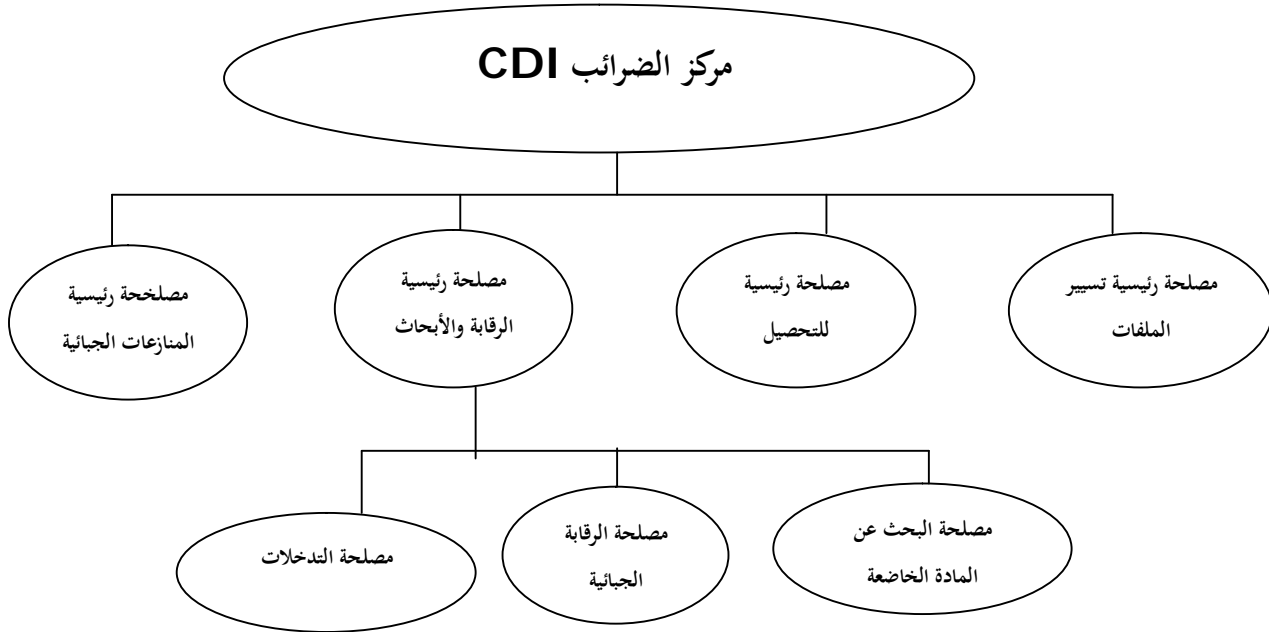 مركز الضرائب CDI
مصلحة رئيسية تسيير
الملفات
مصلحة رئيسية
للتحصيل
مصلحة رئيسية
الرقابة والأبحاث
مصلخحة رئيسية
المنازعات الجبائية
مصلحة البحث عن
المادة الخاضعة
مصلحة الرقابة
الجبائية
مصلحة التدخلات